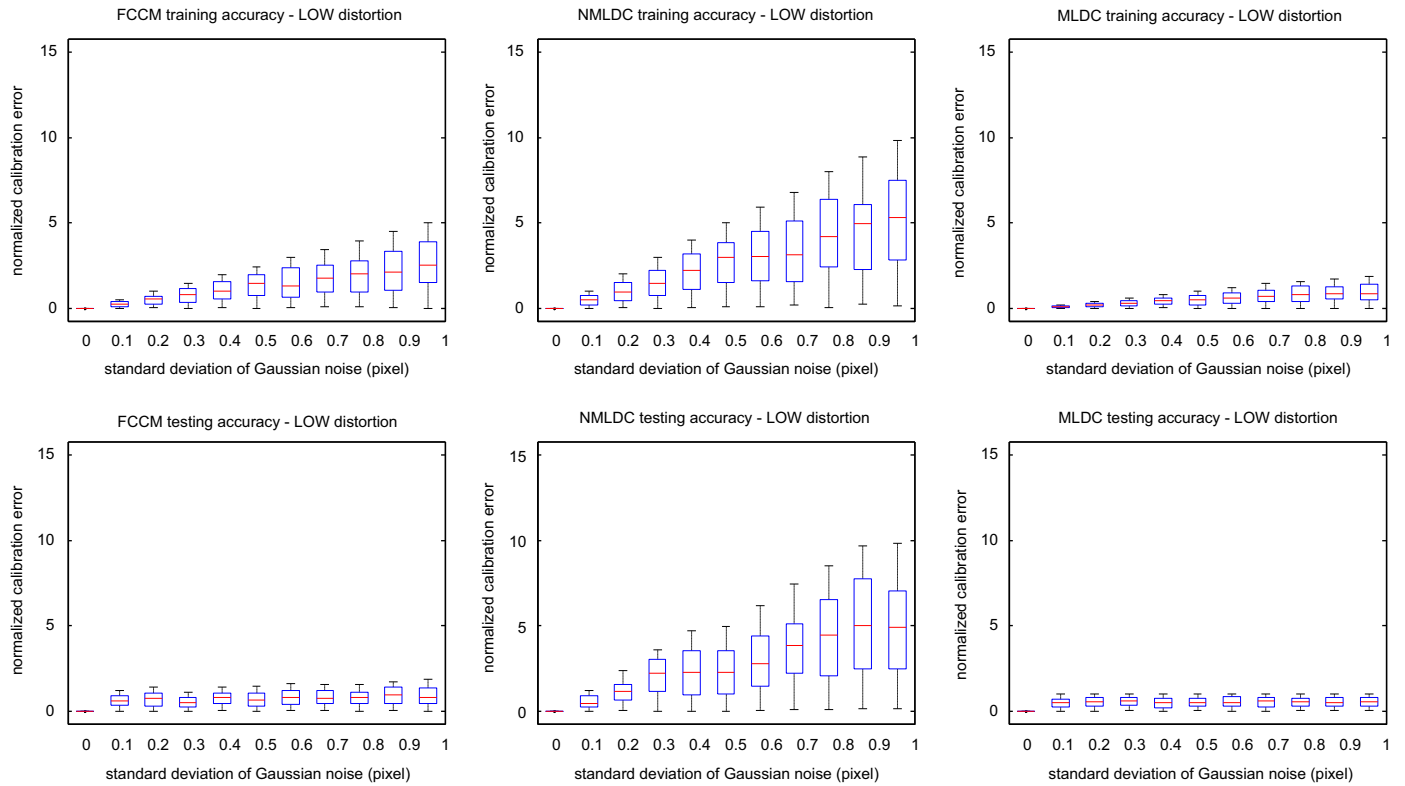 FCCM training accuracy - LOW distortion
normalized calibration error
15
10
5
0
0 0.1 0.2 0.3 0.4 0.5 0.6 0.7 0.8 0.9 1
standard deviation of Gaussian noise (pixel)
NMLDC training accuracy - LOW distortion
normalized calibration error
15
10
5
0
0 0.1 0.2 0.3 0.4 0.5 0.6 0.7 0.8 0.9 1
standard deviation of Gaussian noise (pixel)
MLDC training accuracy - LOW distortion
normalized calibration error
15
10
5
0
0 0.1 0.2 0.3 0.4 0.5 0.6 0.7 0.8 0.9 1
standard deviation of Gaussian noise (pixel)
FCCM testing accuracy - LOW distortion
normalized calibration error
15
10
5
0
0 0.1 0.2 0.3 0.4 0.5 0.6 0.7 0.8 0.9 1
standard deviation of Gaussian noise (pixel)
NMLDC testing accuracy - LOW distortion
normalized calibration error
15
10
5
0
0 0.1 0.2 0.3 0.4 0.5 0.6 0.7 0.8 0.9 1
standard deviation of Gaussian noise (pixel)
MLDC testing accuracy - LOW distortion
normalized calibration error
15
10
5
0
0 0.1 0.2 0.3 0.4 0.5 0.6 0.7 0.8 0.9 1
standard deviation of Gaussian noise (pixel)